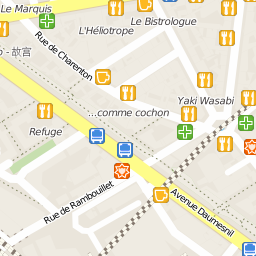 Le Marquis
Le Bistrologue
L'Héliotrope
Rue de Charenton
故宫
...comme cochon
Yaki Wasabi
Refuge
Rue de Rambouillet
Avenue Daumesnil